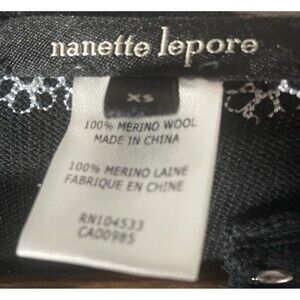 nanette lepore
XS
100% MERINO WOOL
MADE IN CHINA
100% MERINO LAINE
FABRIQUE EN CHINE
RN104533
CA00985